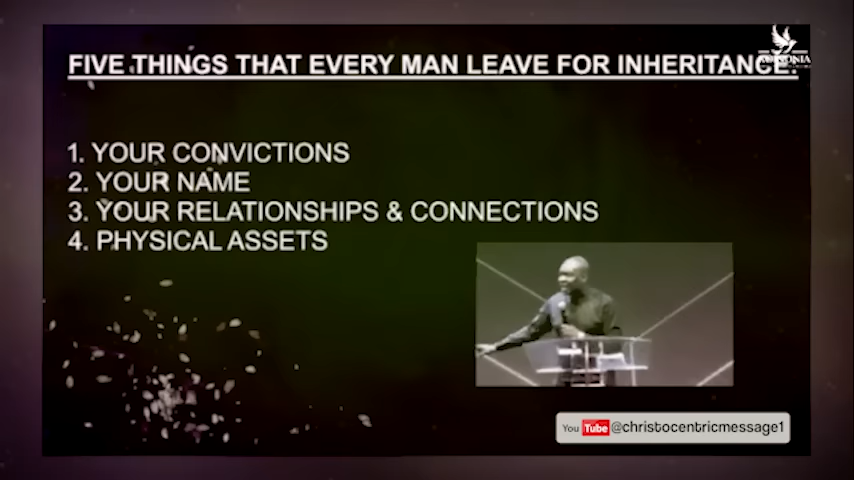 FIVE THINGS THAT EVERY MAN LEAVE FOR INHERITANCE:
1. YOUR CONVICTIONS
2. YOUR NAME
3. YOUR RELATIONSHIPS & CONNECTIONS
4. PHYSICAL ASSETS
You Tube @christocentricmessage1